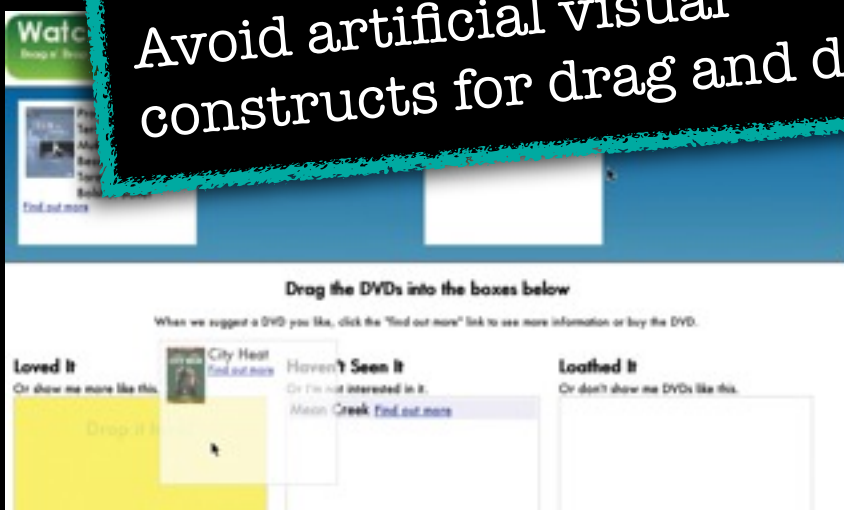 Avoid artificial visual
constructs for drag and d
Watc
Find out more
Drag the DVDs into the boxes below
When we suggest a DVD you like, click the "Find out more" link to see more information or buy the DVD.
Loved It
Or show me more like this.
City Heat
Find out more
Haven't Seen It
Or I'm not interested in it.
Mean Creek Find out more
Loathed It
Or don't show me DVDs like this.
Drop it